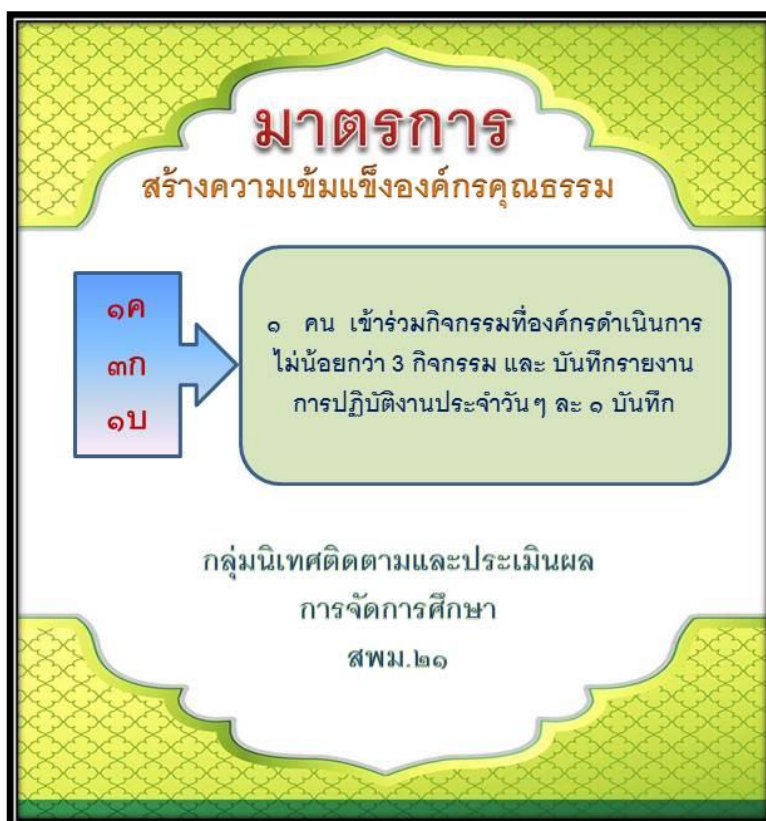 มาตรการ
สร้างความเข้มแข็งองค์กรคุณธรรม
๑ค
๓ก
๑บ
๑ คน เข้าร่วมกิจกรรมที่องค์กรดำเนินการ
ไม่น้อยกว่า 3 กิจกรรม และ บันทึกรายงาน
การปฏิบัติงานประจำวันๆ ละ ๑ บันทึก
กลุ่มนิเทศติดตามและประเมินผล
การจัดการศึกษา
สพม.๒๑